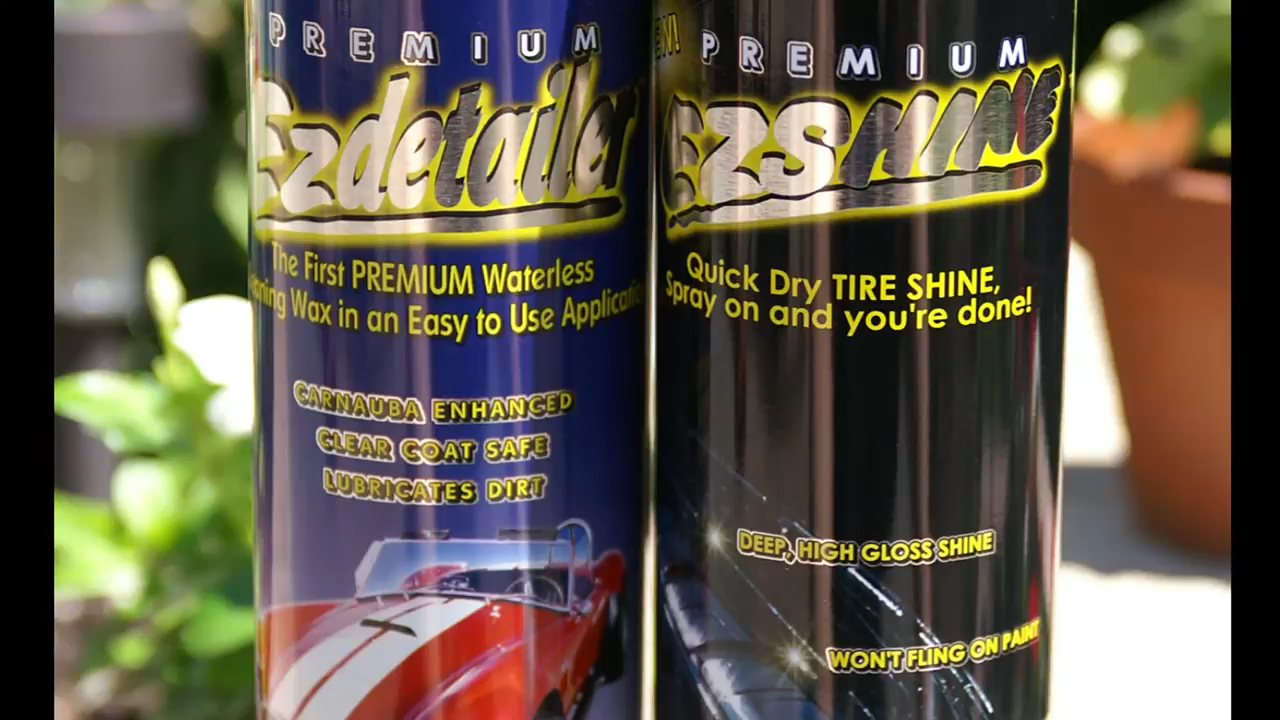 PREMIUM
Ezdetailer
The First PREMIUM Waterless
Wax in an Easy to Use
CARNAUBA ENHANCED
CLEAR COAT SAFE
LUBRICATES DIRT
PREMIUM
EZSHINE
Quick Dry TIRE SHINE,
Spray on and you're done!
DEEP, HIGH GLOSS SHINE
WON'T FLING ON PAINT